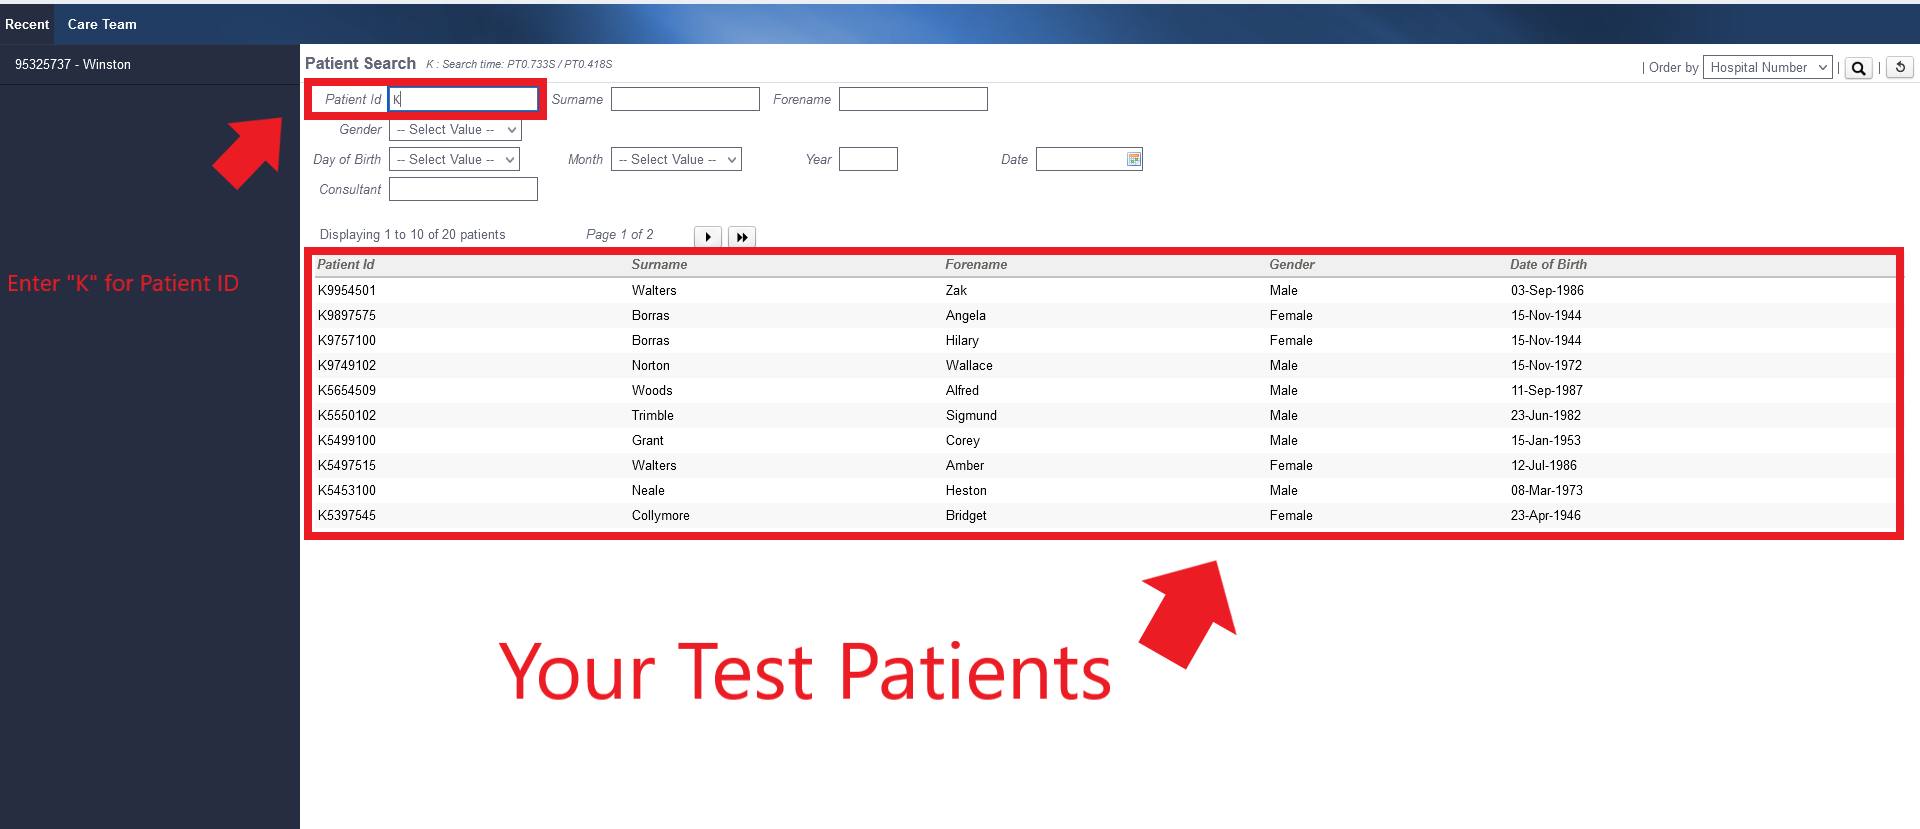 Recent Care Team
95325737 - Winston
Patient Search K : Search time: PT0.733S / PT0.418S | Order by Hospital Number | |
Patient Id K Surname Forename
Gender -- Select Value --
Day of Birth -- Select Value -- Month -- Select Value -- Year Date
Consultant
Displaying 1 to 10 of 20 patients Page 1 of 2
Enter "K" for Patient ID
Patient Id Surname Forename Gender Date of Birth
K9954501 Walters Zak Male 03-Sep-1986
K9897575 Borras Angela Female 15-Nov-1944
K9757100 Borras Hilary Female 15-Nov-1944
K9749102 Norton Wallace Male 15-Nov-1972
K5654509 Woods Alfred Male 11-Sep-1987
K5550102 Trimble Sigmund Male 23-Jun-1982
K5499100 Grant Corey Male 15-Jan-1953
K5497515 Walters Amber Female 12-Jul-1986
K5453100 Neale Heston Male 08-Mar-1973
K5397545 Collymore Bridget Female 23-Apr-1946
Your Test Patients